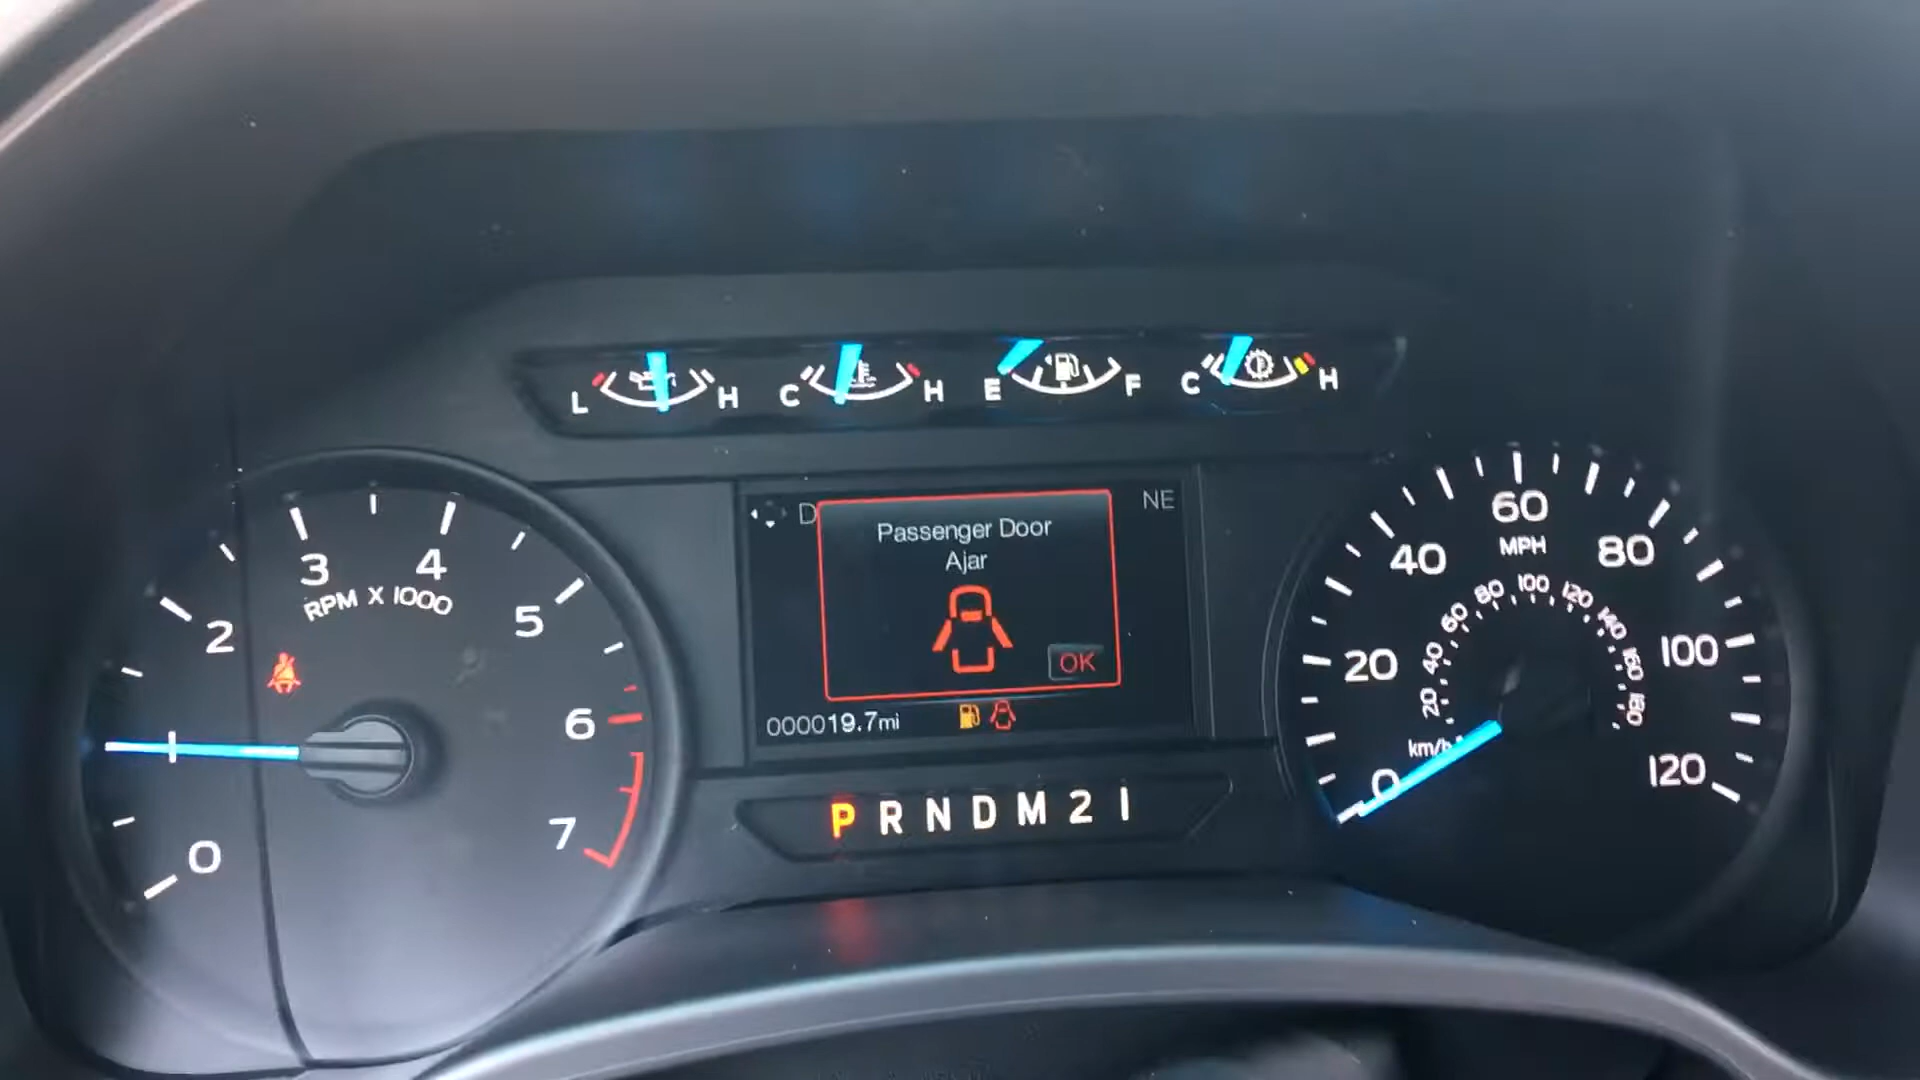 L H C H E F C H
3 4
RPM X 1000
2 5
1 6
0 7
D NE
Passenger Door
Ajar
OK
000019.7mi
P R N D M 2 1
60
MPH
40 80
20 100
0 120
20 40 60 80 100 120 140 160 180
km/h